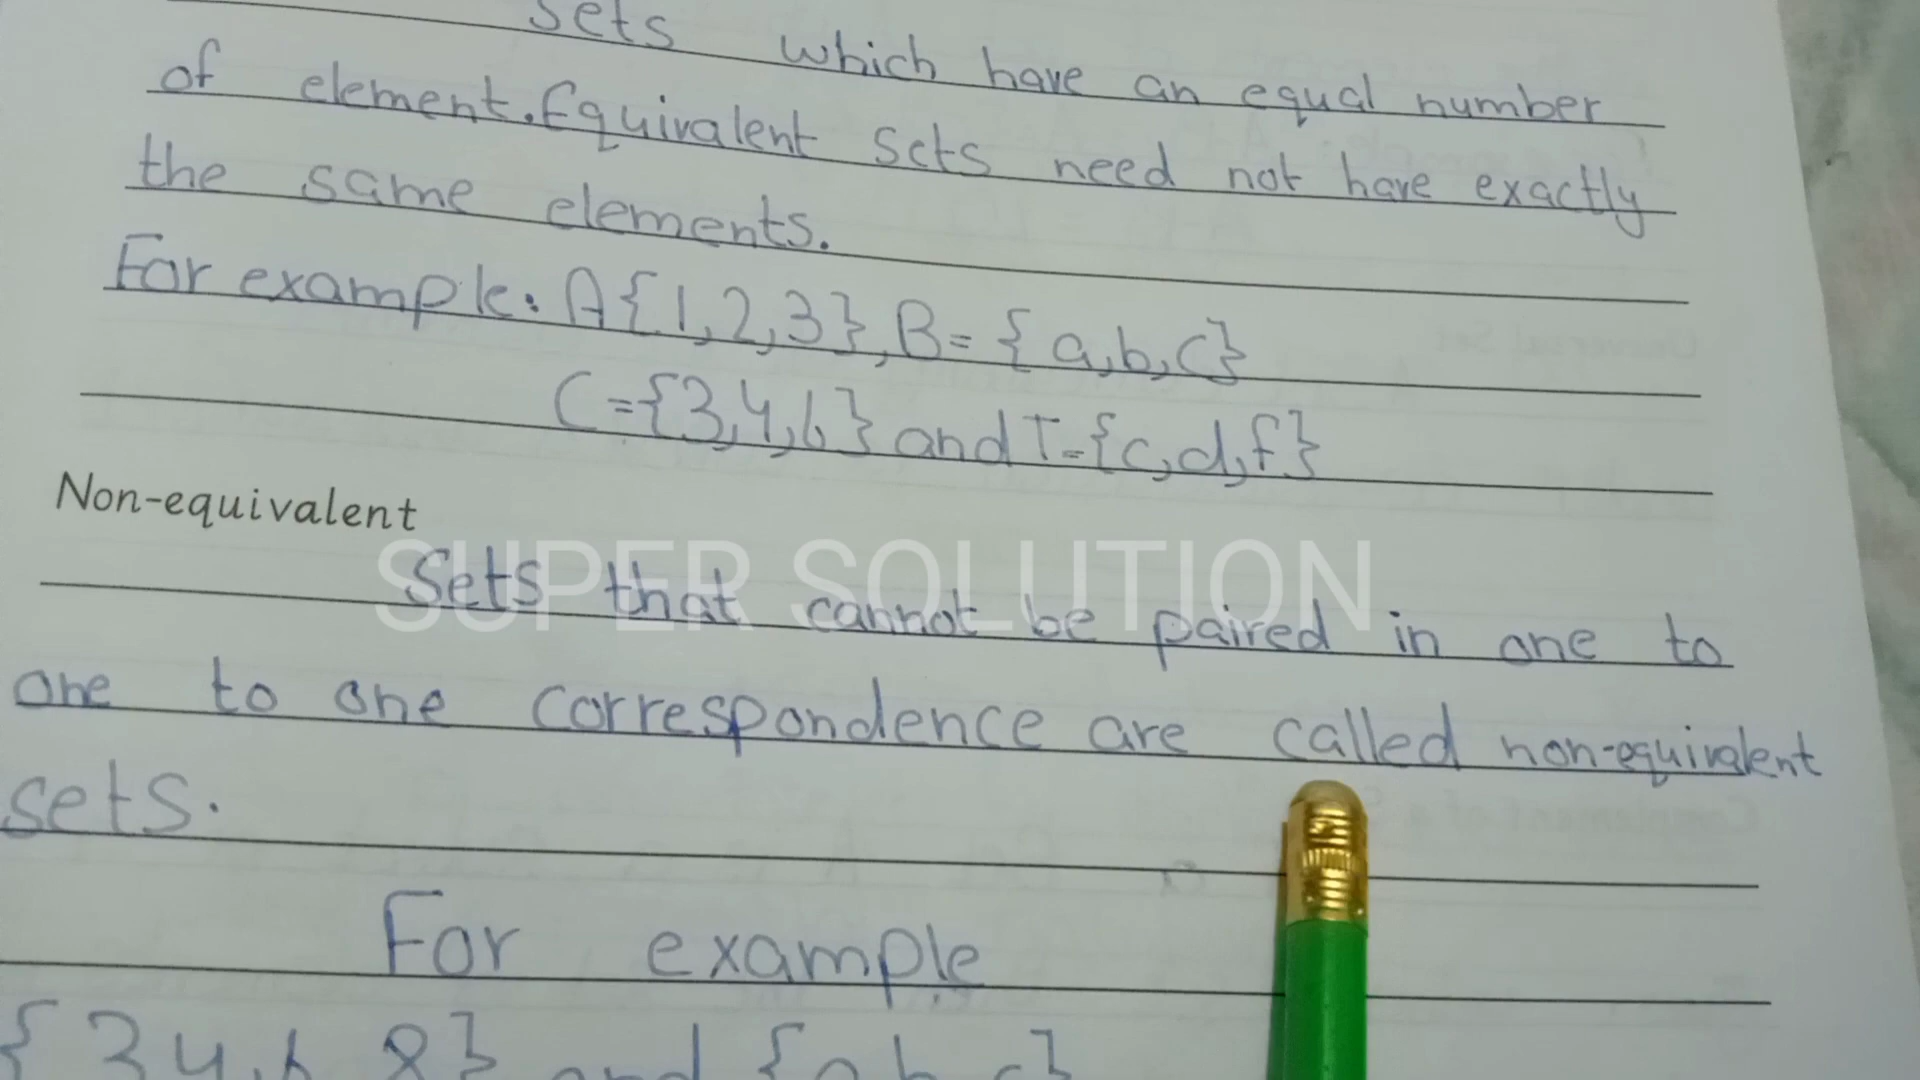 Sets which have an equal number
of element. Equivalent sets need not have exactly
the same elements.
For example: A{1,2,3}, B= {a,b,c}
C={3,4,6} and T={c,d,f}
Non-equivalent
SUPER SOLUTION
Sets that cannot be paired in one to
one to one correspondence are called non-equivalent
sets.
For example
and